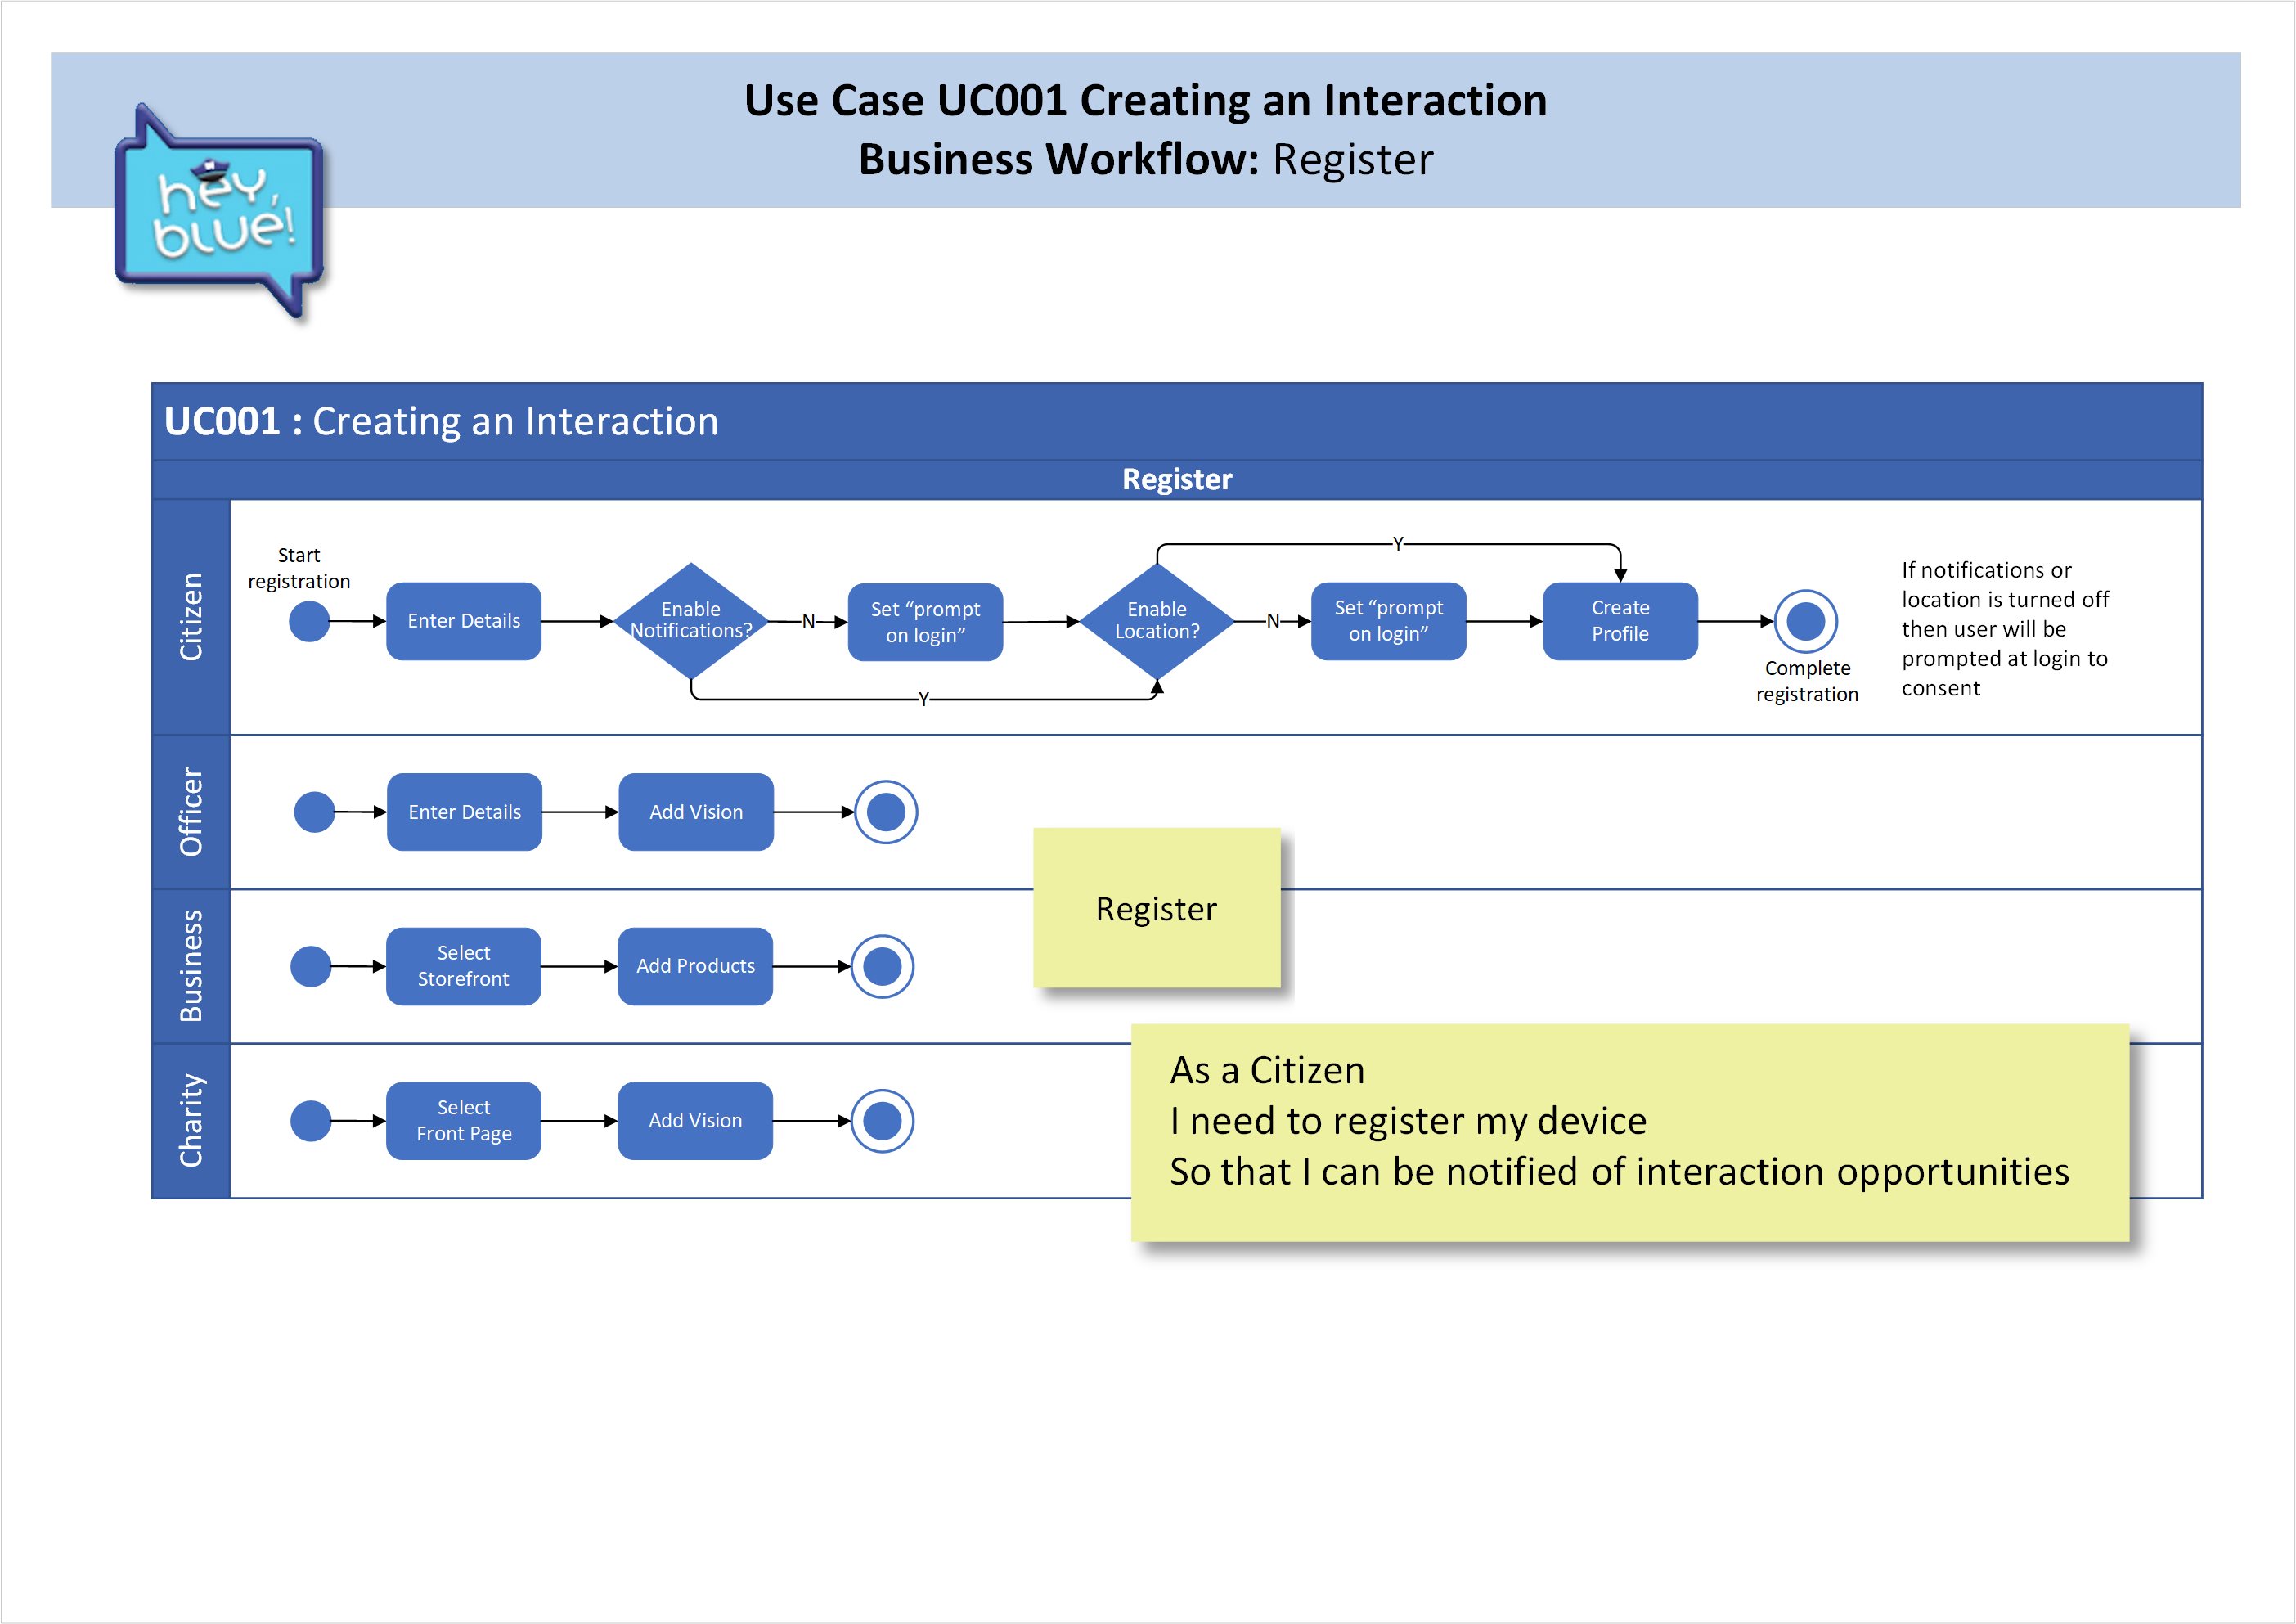 Use Case UC001 Creating an Interaction
Business Workflow: Register
hey,
blue!
UC001 : Creating an Interaction
Register
Citizen
Start
registration
Enter Details
Enable
Notifications?
N
Set “prompt
on login”
Y
Enable
Location?
N
Set “prompt
on login”
Y
Create
Profile
Complete
registration
If notifications or
location is turned off
then user will be
prompted at login to
consent
Officer
Enter Details
Add Vision
Business
Select
Storefront
Add Products
Register
Charity
Select
Front Page
Add Vision
As a Citizen
I need to register my device
So that I can be notified of interaction opportunities